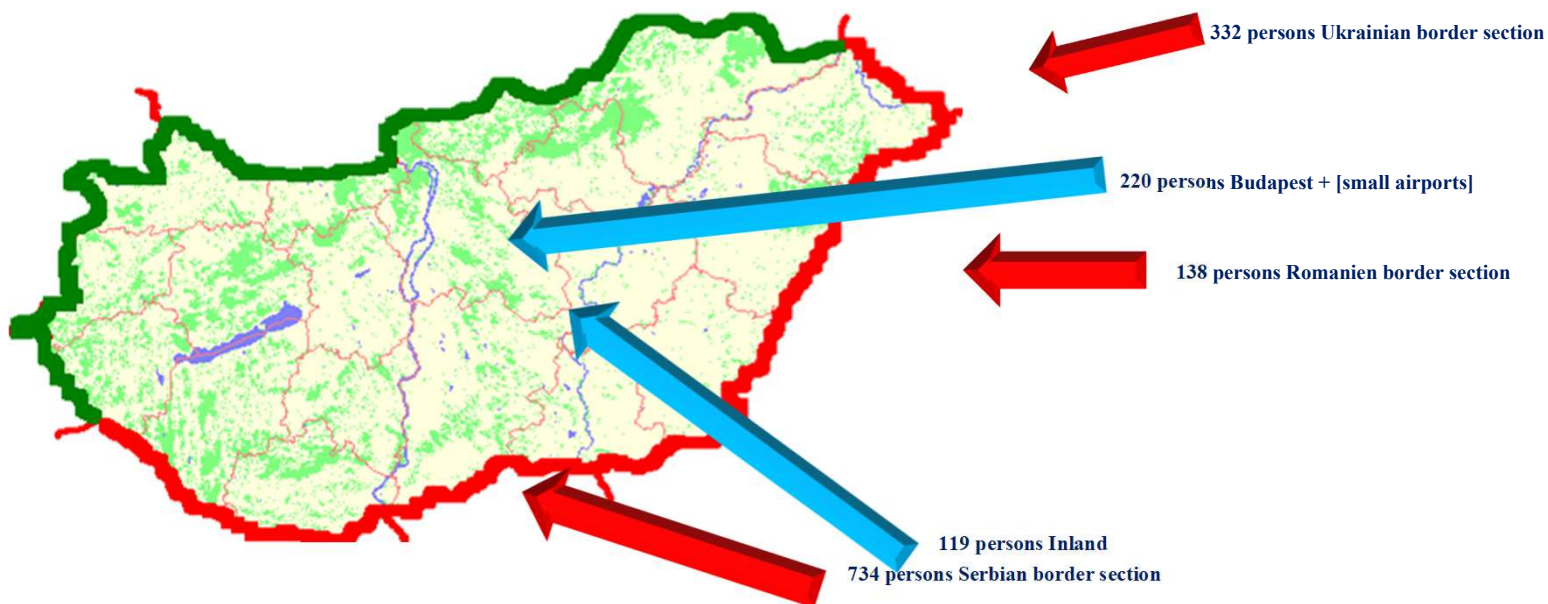 332 persons Ukrainian border section
220 persons Budapest + [small airports]
138 persons Romanien border section
119 persons Inland
734 persons Serbian border section